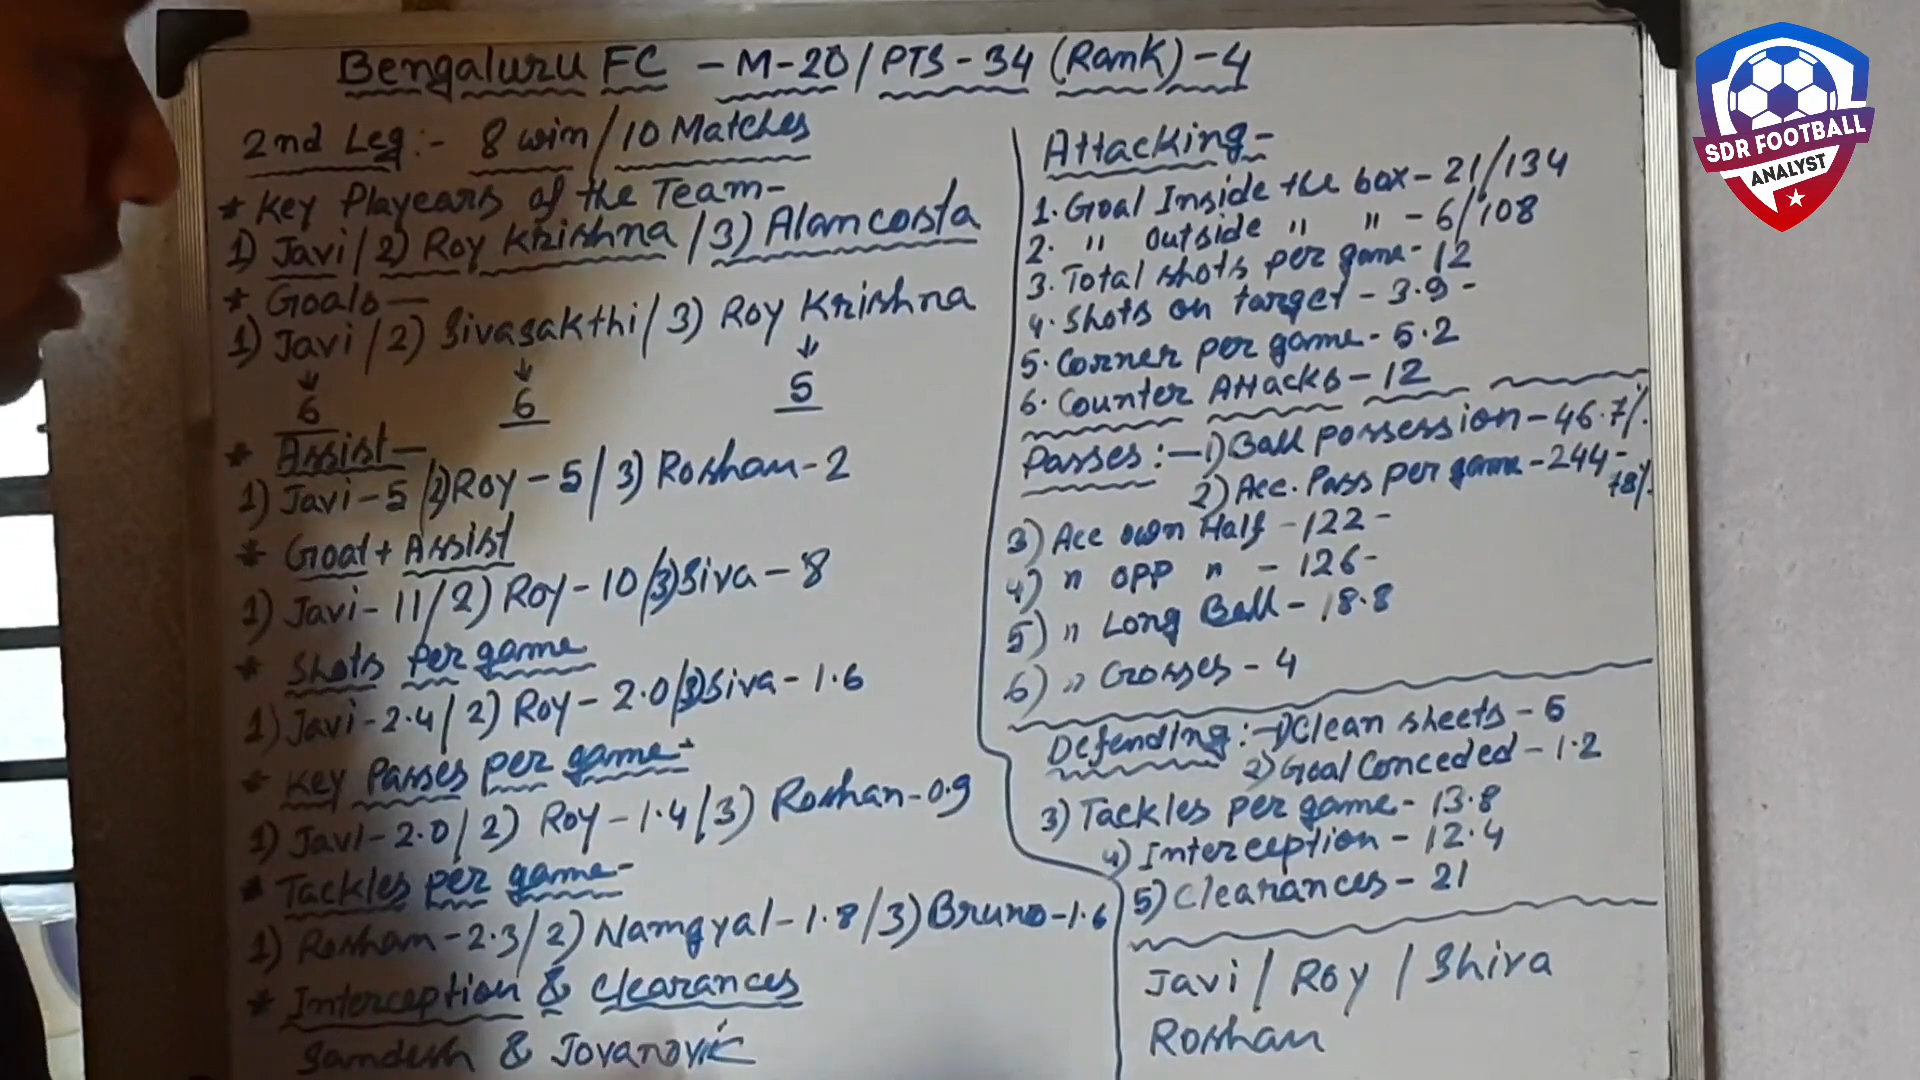 Bengaluru FC - M-20 / PTS - 34 (Rank) - 4
2nd Leg:- 8 win / 10 Matches
* Key Playears of the Team-
1) Javi / 2) Roy Krishna / 3) Alancosta
* Goals —
1) Javi / 2) Sivasakthi / 3) Roy Krishna
6 6 5
* Assist —
1) Javi - 5 / 2) Roy - 5 / 3) Roshan - 2
* Goal + Assist
1) Javi - 11 / 2) Roy - 10 / 3) Siva - 8
* Shots Per game
1) Javi - 2.4 / 2) Roy - 2.0 / 3) Siva - 1.6
* Key Passes per game -
1) Javi - 2.0 / 2) Roy - 1.4 / 3) Roshan - 0.9
* Tackles per game -
1) Roshan - 2.3 / 2) Namgyal - 1.8 / 3) Bruno - 1.6
* Interception & Clearances
Sandesh & Jovanović
Attacking -
1. Goal Inside the box - 21/134
2. " Outside " " - 6/108
3. Total shots per game - 12
4. Shots on target - 3.9 -
5. Corner per game - 5.2
6. Counter Attacks - 12
Passes :— 1) Ball possession - 46.7%
2) Acc. Pass per game - 244 -
78%
3) Acc own Half - 122 -
4) " opp " - 126 -
5) " Long Ball - 18.8
6) " Crosses - 4
Defending :— 1) Clean sheets - 5
2) Goal Conceded - 1.2
3) Tackles per game - 13.8
4) Interception - 12.4
5) Clearances - 21
Javi / Roy / Shiva
Roshan
SDR FOOTBALL
ANALYST